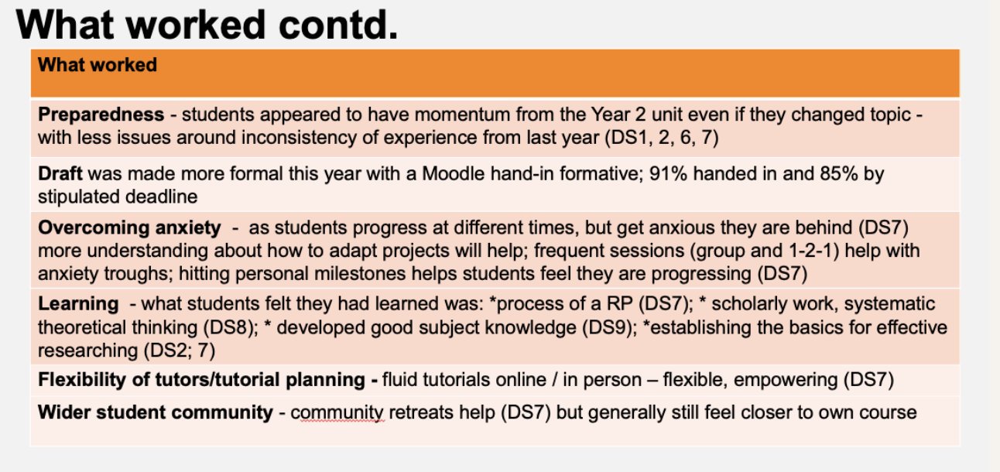 What worked contd.
What worked
Preparedness - students appeared to have momentum from the Year 2 unit even if they changed topic -
with less issues around inconsistency of experience from last year (DS1, 2, 6, 7)
Draft was made more formal this year with a Moodle hand-in formative; 91% handed in and 85% by
stipulated deadline
Overcoming anxiety  -  as students progress at different times, but get anxious they are behind (DS7)
more understanding about how to adapt projects will help; frequent sessions (group and 1-2-1) help with
anxiety troughs; hitting personal milestones helps students feel they are progressing (DS7)
Learning  - what students felt they had learned was: *process of a RP (DS7); * scholarly work, systematic
theoretical thinking (DS8); * developed good subject knowledge (DS9); *establishing the basics for effective
researching (DS2; 7)
Flexibility of tutors/tutorial planning - fluid tutorials online / in person – flexible, empowering (DS7)
Wider student community - community retreats help (DS7) but generally still feel closer to own course